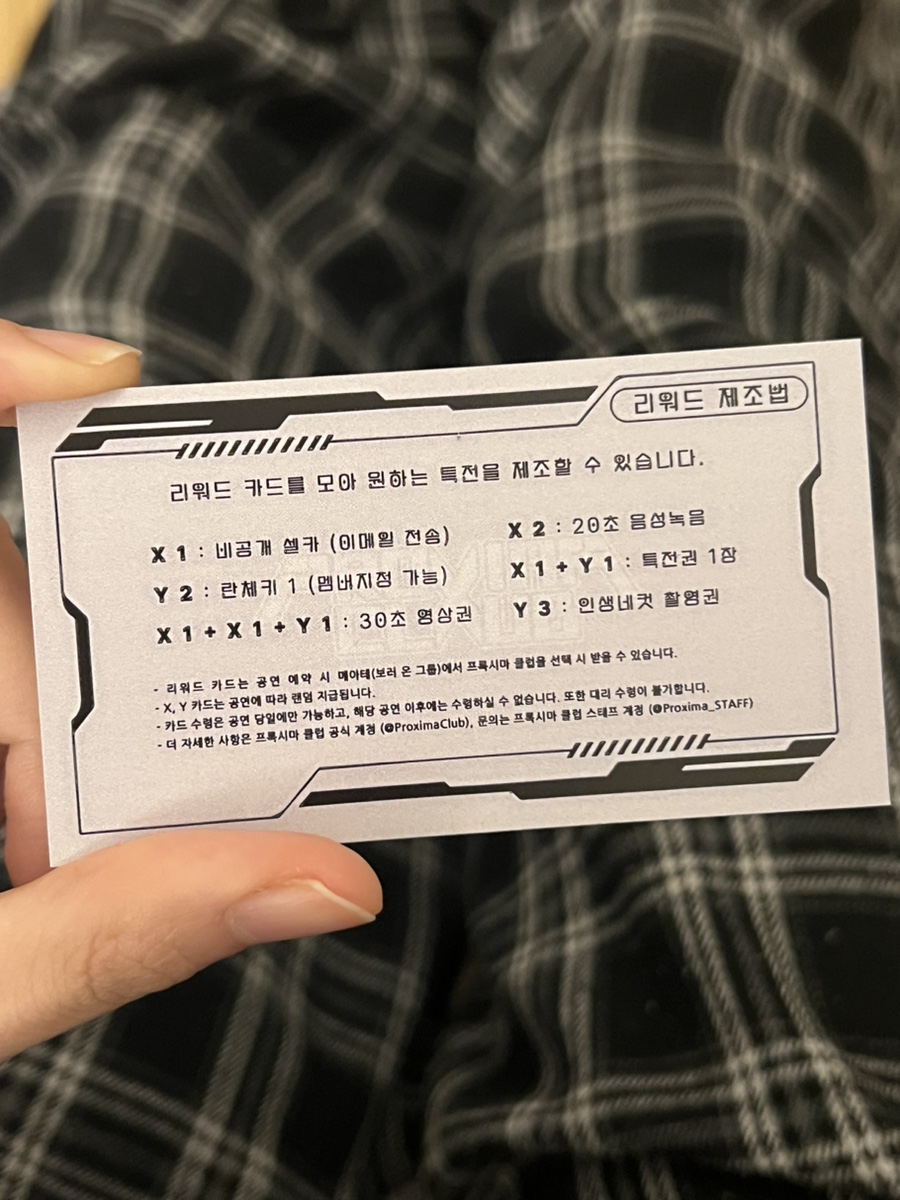 리워드 제조법
리워드 카드를 모아 원하는 특전을 제조할 수 있습니다.
X 1 : 비공개 셀카 (이메일 전송)
X 2 : 20초 음성녹음
Y 2 : 란체키 1 (멤버지정 가능)
X 1 + Y 1 : 특전권 1장
X 1 + X 1 + Y 1 : 30초 영상권
Y 3 : 인생네컷 촬영권
- 리워드 카드는 공연 예약 시 메아테(보러 온 그룹)에서 프록시마 클럽을 선택 시 받을 수 있습니다.
- X, Y 카드는 공연에 따라 랜덤 지급됩니다.
- 카드 수령은 공연 당일에만 가능하고, 해당 공연 이후에는 수령하실 수 없습니다. 또한 대리 수령이 불가합니다.
- 더 자세한 사항은 프록시마 클럽 공식 계정 (@ProximaClub), 문의는 프록시마 클럽 스태프 계정 (@Proxima_STAFF)